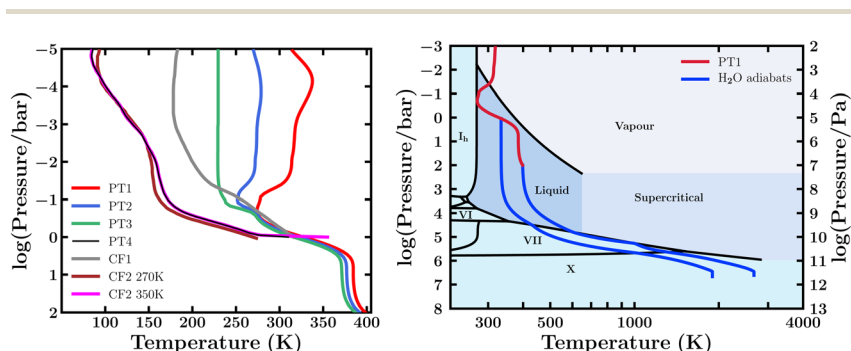 -5
-4
-3
-2
-1
0
1
2
100 150 200 250 300 350 400
log(Pressure/bar)
Temperature (K)
PT1
PT2
PT3
PT4
CF1
CF2 270K
CF2 350K
-3
-2
-1
0
1
2
3
4
5
6
7
8
300 500 1000 4000
log(Pressure/bar)
Temperature (K)
2
3
4
5
6
7
8
9
10
11
12
13
log(Pressure/Pa)
PT1
H2O adiabats
Vapour
Ih
Liquid
Supercritical
VI
VII
X